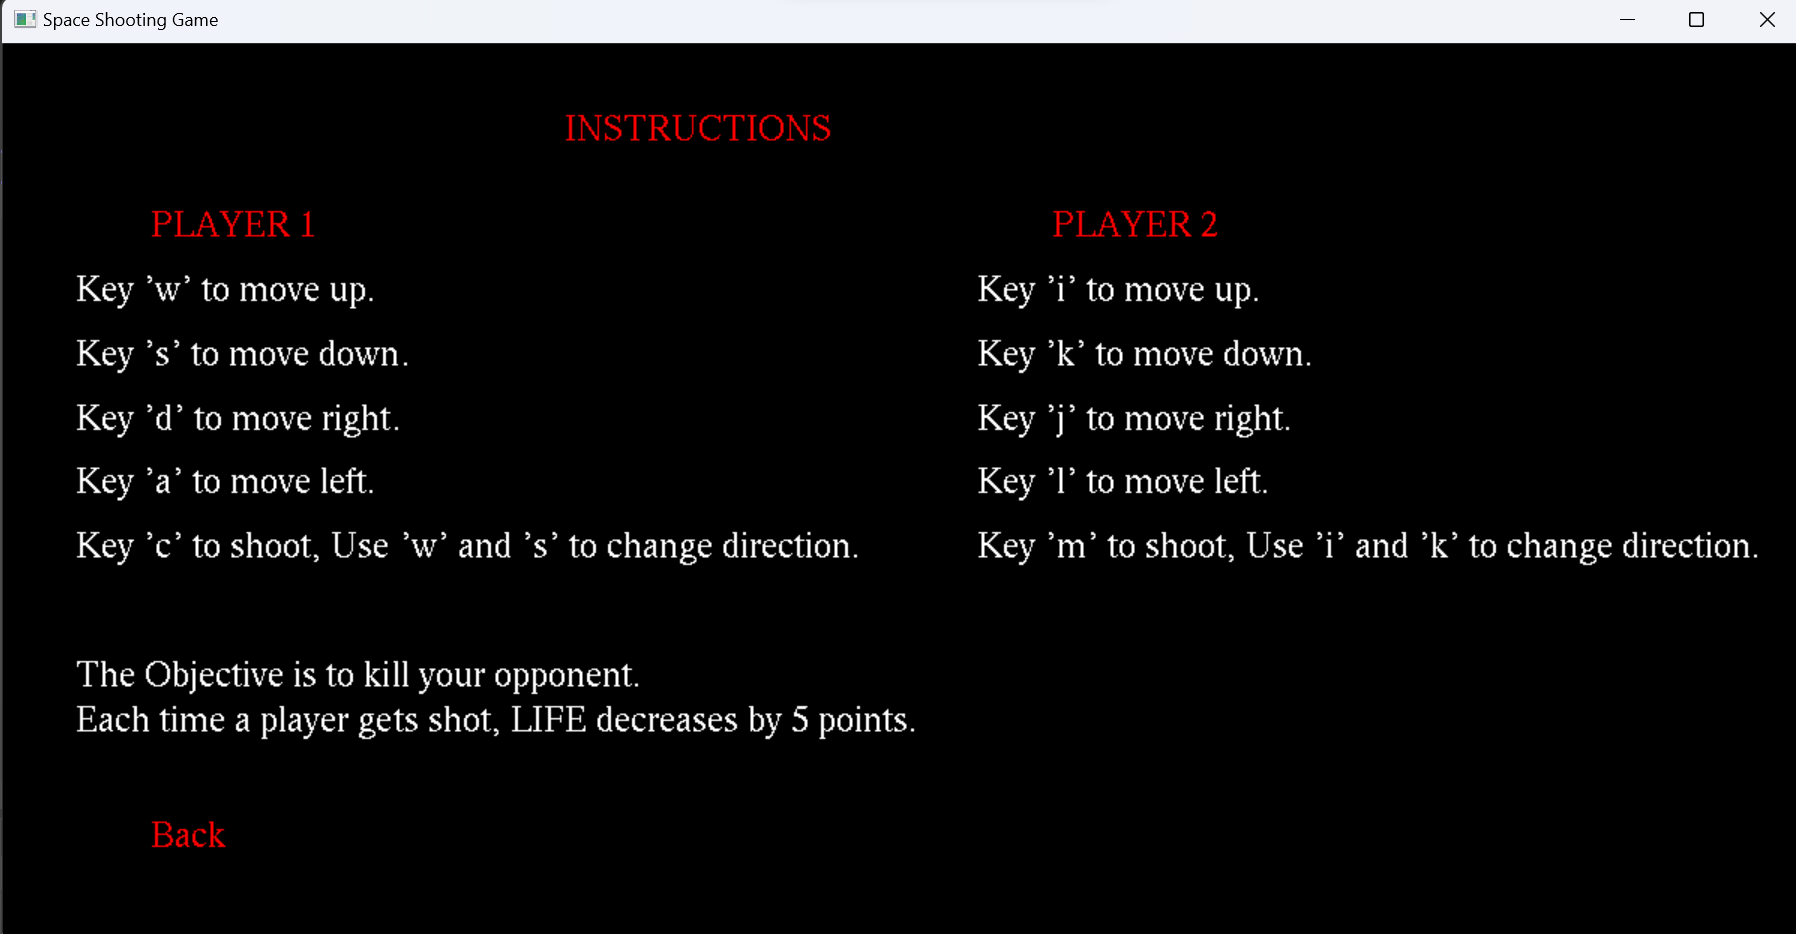 Space Shooting Game
INSTRUCTIONS
PLAYER 1
Key 'w' to move up.
Key 's' to move down.
Key 'd' to move right.
Key 'a' to move left.
Key 'c' to shoot, Use 'w' and 's' to change direction.
PLAYER 2
Key 'i' to move up.
Key 'k' to move down.
Key 'j' to move right.
Key 'l' to move left.
Key 'm' to shoot, Use 'i' and 'k' to change direction.
The Objective is to kill your opponent.
Each time a player gets shot, LIFE decreases by 5 points.
Back